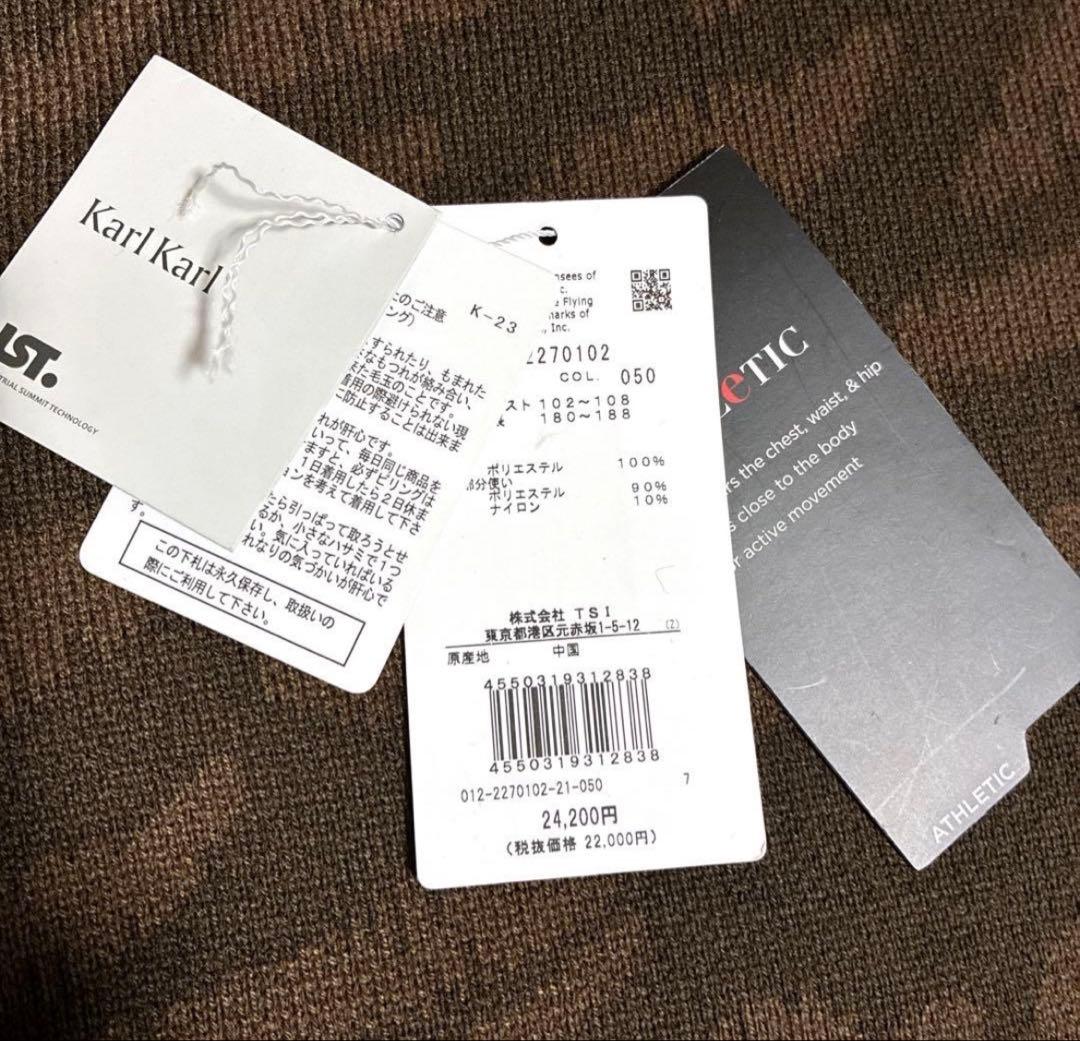 Karl Karl
IST.
TRIAL SUMMIT TECHNOLOGY
このご注意 K-23
ング)
すられたり、もまれた
なもつれが絡み合い、
た毛玉のことです。
着用の際避けられない現
に防止することは出来ま
れが肝心です。
いって、毎日同じ商品を
ますと、必ずピリングは
1日着用したら2日休ま
ョンを考えて着用して下さ
たら引っぱって取ろうとせ
るか、小さなハサミで1つ
い。気に入っていればいる
れなりの気づかいが肝心で
す。
この下札は永久保存し、取扱いの
際にご利用して下さい。
nsees of
c.
e Flying
marks of
, Inc.
2270102
COL. 050
スト 102〜108
180〜188
ポリエステル 100%
部分使い
ポリエステル 90%
ナイロン 10%
株式会社 TSI
東京都港区元赤坂1-5-12 (2)
原産地 中国
4550319312838
4550319312838
012-2270102-21-050 7
24,200円
(税抜価格 22,000円)
LeTIC
rs the chest, waist, & hip
s close to the body
r active movement
ATHLETIC